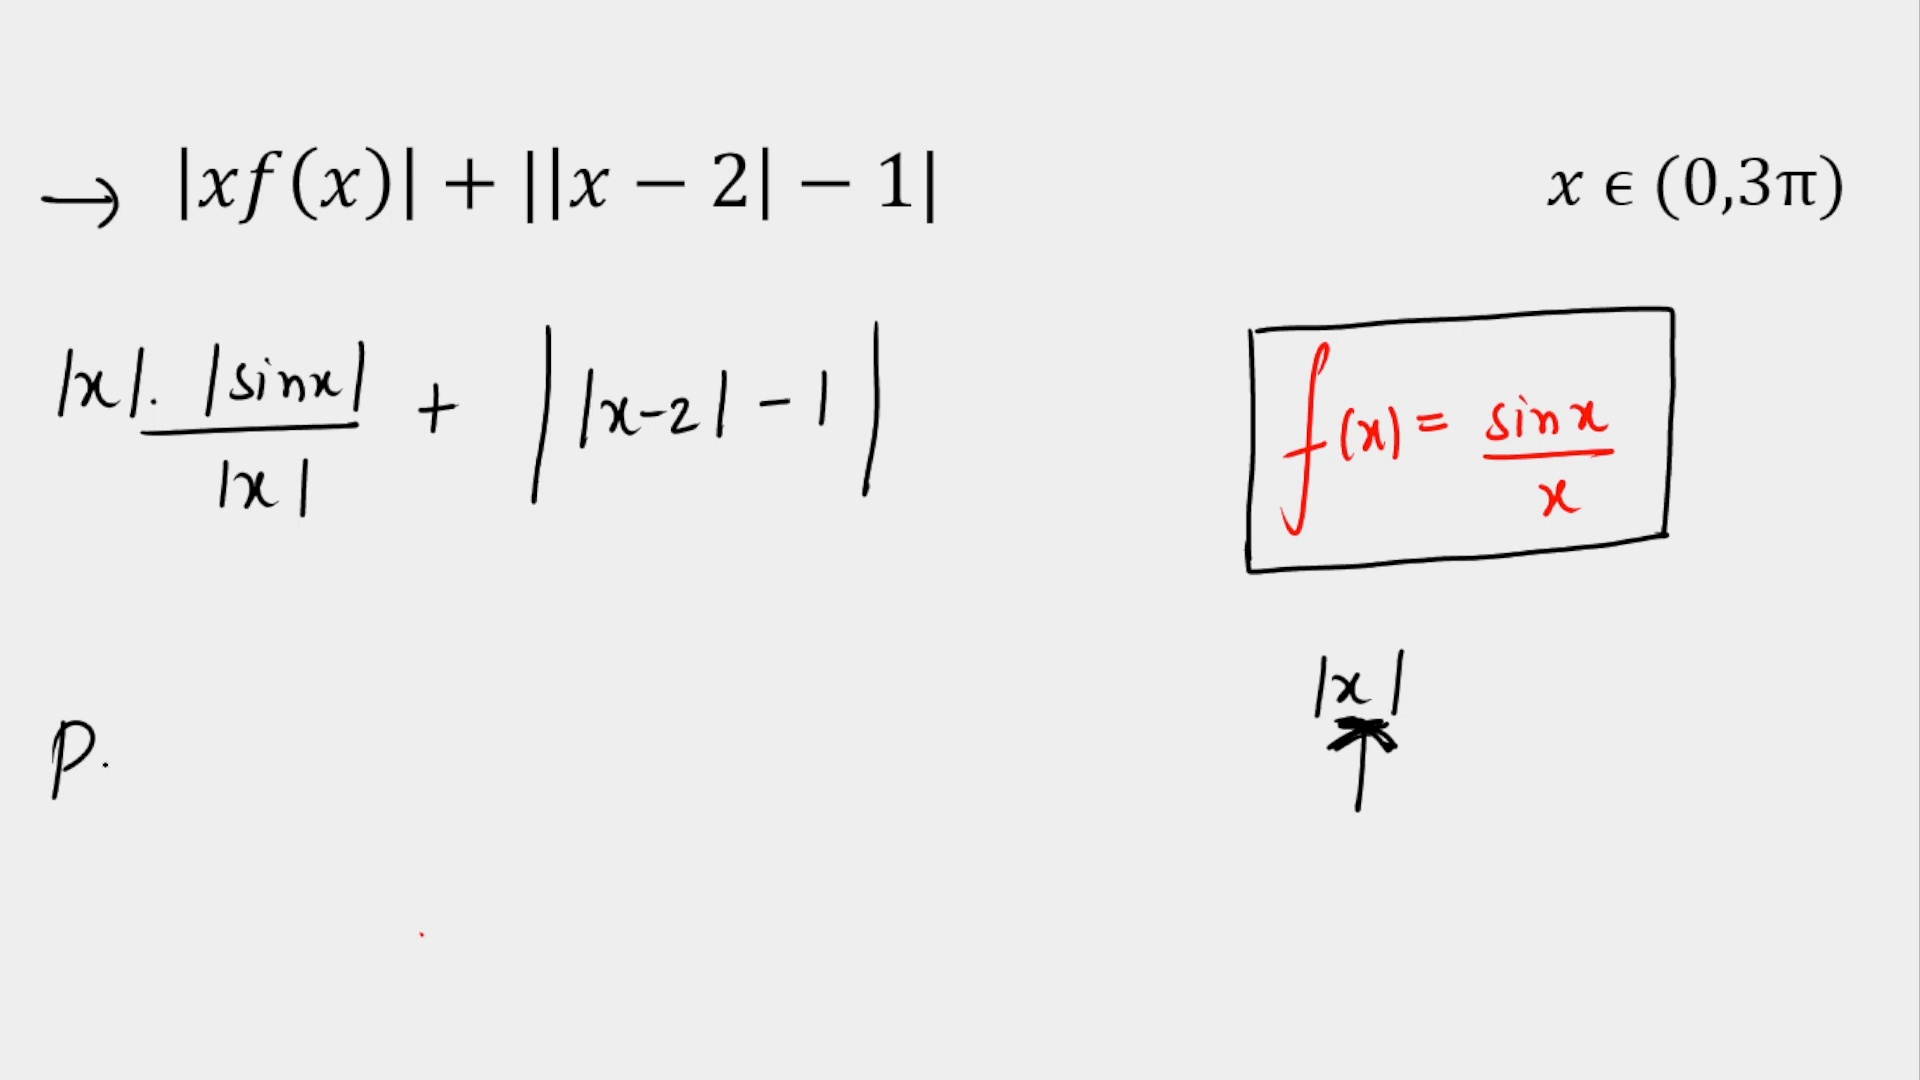 → |xf(x)| + ||x − 2| − 1|
x ϵ (0,3π)
|x|. |sinx| / |x| + ||x-2| - 1|
f(x) = sinx / x
|x|
P.